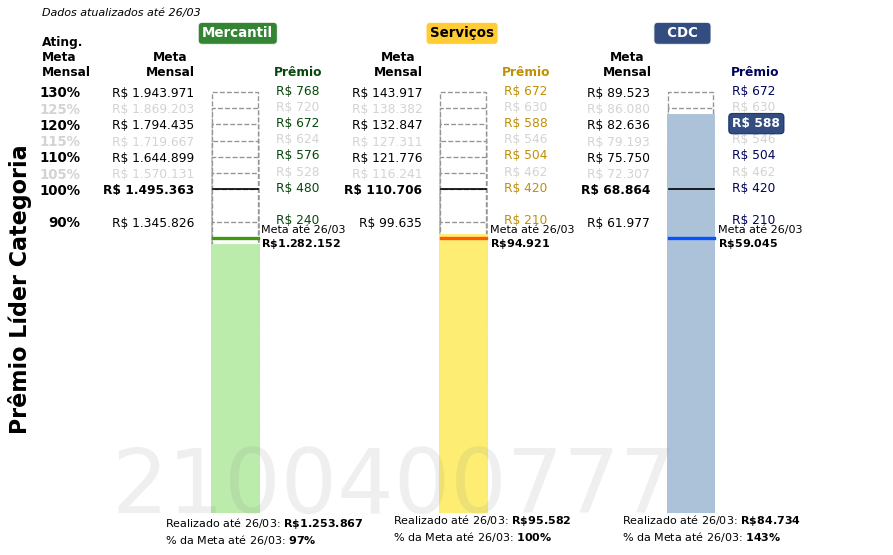 Dados atualizados até 26/03
Mercantil Serviços CDC
Ating.
Meta Meta Meta Meta
Mensal Mensal Prêmio Mensal Prêmio Mensal Prêmio
130% R$ 1.943.971 R$ 768 R$ 143.917 R$ 672 R$ 89.523 R$ 672
125% R$ 1.869.203 R$ 720 R$ 138.382 R$ 630 R$ 86.080 R$ 630
120% R$ 1.794.435 R$ 672 R$ 132.847 R$ 588 R$ 82.636 R$ 588
115% R$ 1.719.667 R$ 624 R$ 127.311 R$ 546 R$ 79.193 R$ 546
110% R$ 1.644.899 R$ 576 R$ 121.776 R$ 504 R$ 75.750 R$ 504
105% R$ 1.570.131 R$ 528 R$ 116.241 R$ 462 R$ 72.307 R$ 462
100% R$ 1.495.363 R$ 480 R$ 110.706 R$ 420 R$ 68.864 R$ 420
90% R$ 1.345.826 R$ 240 R$ 99.635 R$ 210 R$ 61.977 R$ 210
Meta até 26/03 Meta até 26/03 Meta até 26/03
R$1.282.152 R$94.921 R$59.045
Prêmio Líder Categoria
2100400777
Realizado até 26/03: R$1.253.867 Realizado até 26/03: R$95.582 Realizado até 26/03: R$84.734
% da Meta até 26/03: 97% % da Meta até 26/03: 100% % da Meta até 26/03: 143%